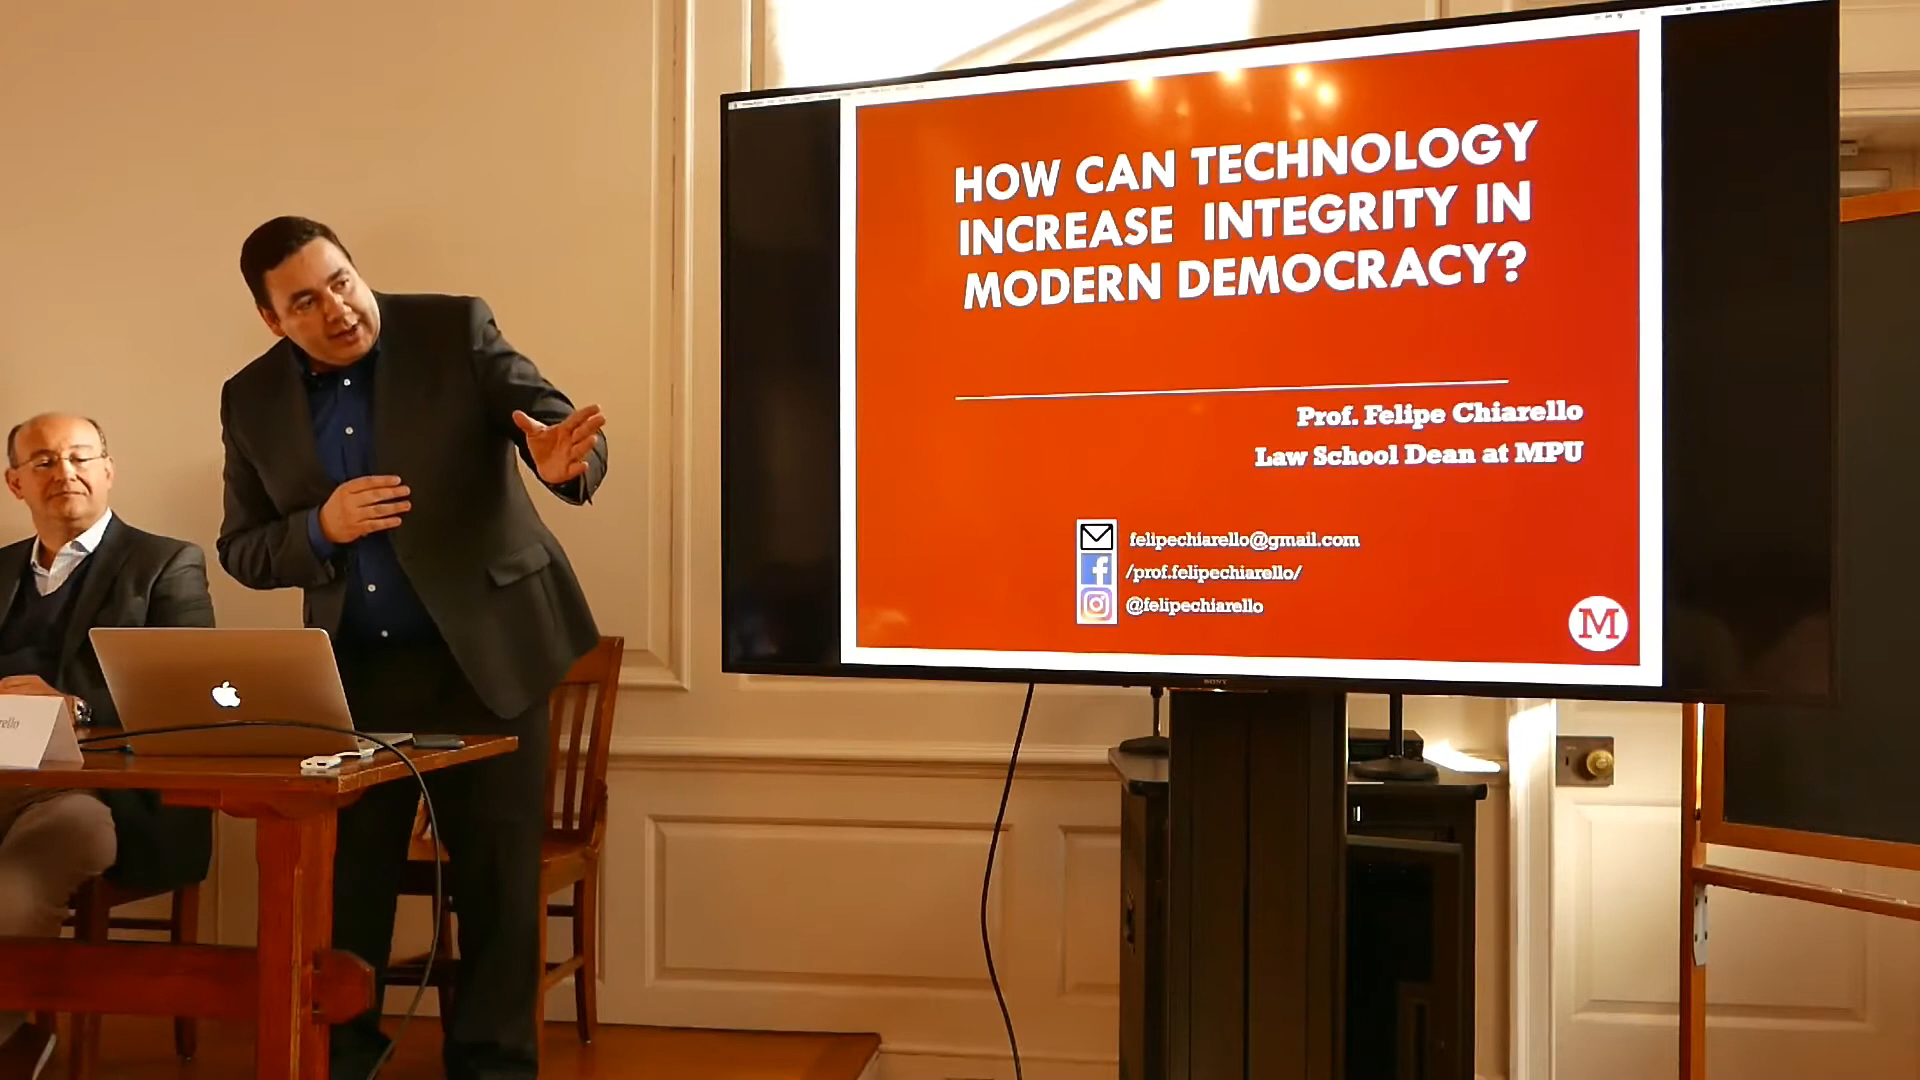 HOW CAN TECHNOLOGY
INCREASE INTEGRITY IN
MODERN DEMOCRACY?
Prof. Felipe Chiarello
Law School Dean at MPU
felipechiarello@gmail.com
/prof.felipechiarello/
@felipechiarello
M
SONY